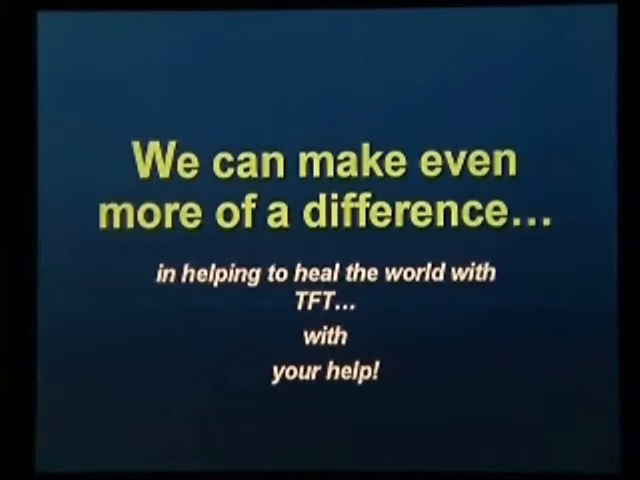 We can make even
more of a difference…
in helping to heal the world with
TFT…
with
your help!